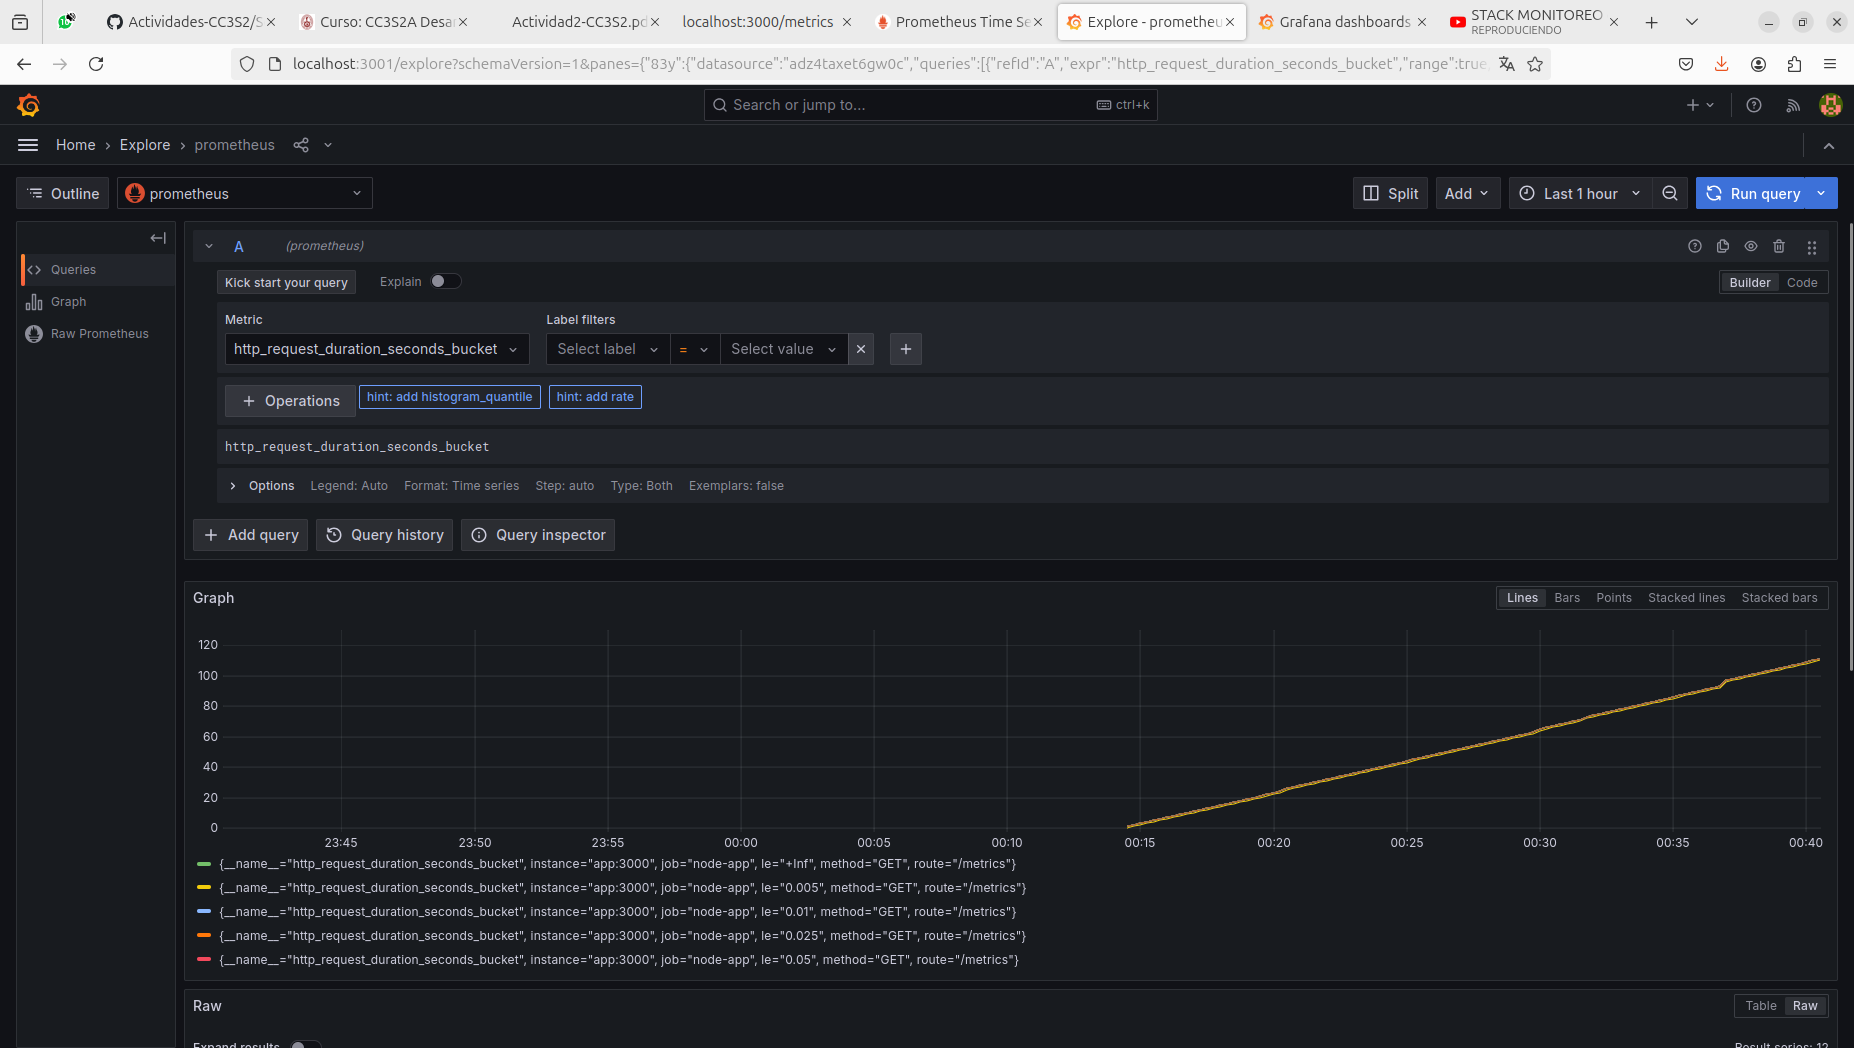 Actividades-CC3S2/S
Curso: CC3S2A Desar
Actividad2-CC3S2.pd
localhost:3000/metrics
Prometheus Time Se
Explore - prometheu
Grafana dashboards
STACK MONITOREO
REPRODUCIENDO
localhost:3001/explore?schemaVersion=1&panes={"83y":{"datasource":"adz4taxet6gw0c","queries":[{"refId":"A","expr":"http_request_duration_seconds_bucket","range":true,
Search or jump to...
ctrl+k
Home › Explore › prometheus
Outline
prometheus
Split
Add
Last 1 hour
Run query
Queries
Graph
Raw Prometheus
A
(prometheus)
Kick start your query
Explain
Builder
Code
Metric
Label filters
http_request_duration_seconds_bucket
Select label
=
Select value
+ Operations
hint: add histogram_quantile
hint: add rate
http_request_duration_seconds_bucket
Options
Legend: Auto
Format: Time series
Step: auto
Type: Both
Exemplars: false
+ Add query
Query history
Query inspector
Graph
Lines
Bars
Points
Stacked lines
Stacked bars
120
100
80
60
40
20
0
23:45
23:50
23:55
00:00
00:05
00:10
00:15
00:20
00:25
00:30
00:35
00:40
{__name__="http_request_duration_seconds_bucket", instance="app:3000", job="node-app", le="+Inf", method="GET", route="/metrics"}
{__name__="http_request_duration_seconds_bucket", instance="app:3000", job="node-app", le="0.005", method="GET", route="/metrics"}
{__name__="http_request_duration_seconds_bucket", instance="app:3000", job="node-app", le="0.01", method="GET", route="/metrics"}
{__name__="http_request_duration_seconds_bucket", instance="app:3000", job="node-app", le="0.025", method="GET", route="/metrics"}
{__name__="http_request_duration_seconds_bucket", instance="app:3000", job="node-app", le="0.05", method="GET", route="/metrics"}
Raw
Table
Raw
Expand results
Result series: 12